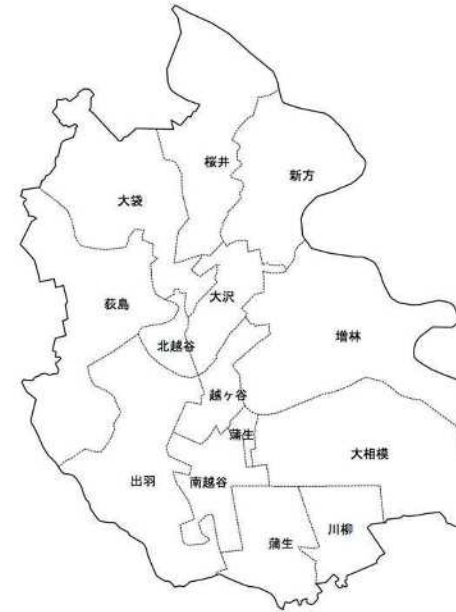 桜井
新方
大袋
荻島
大沢
北越谷
増林
越ヶ谷
蒲生
大相模
出羽
南越谷
蒲生
川柳